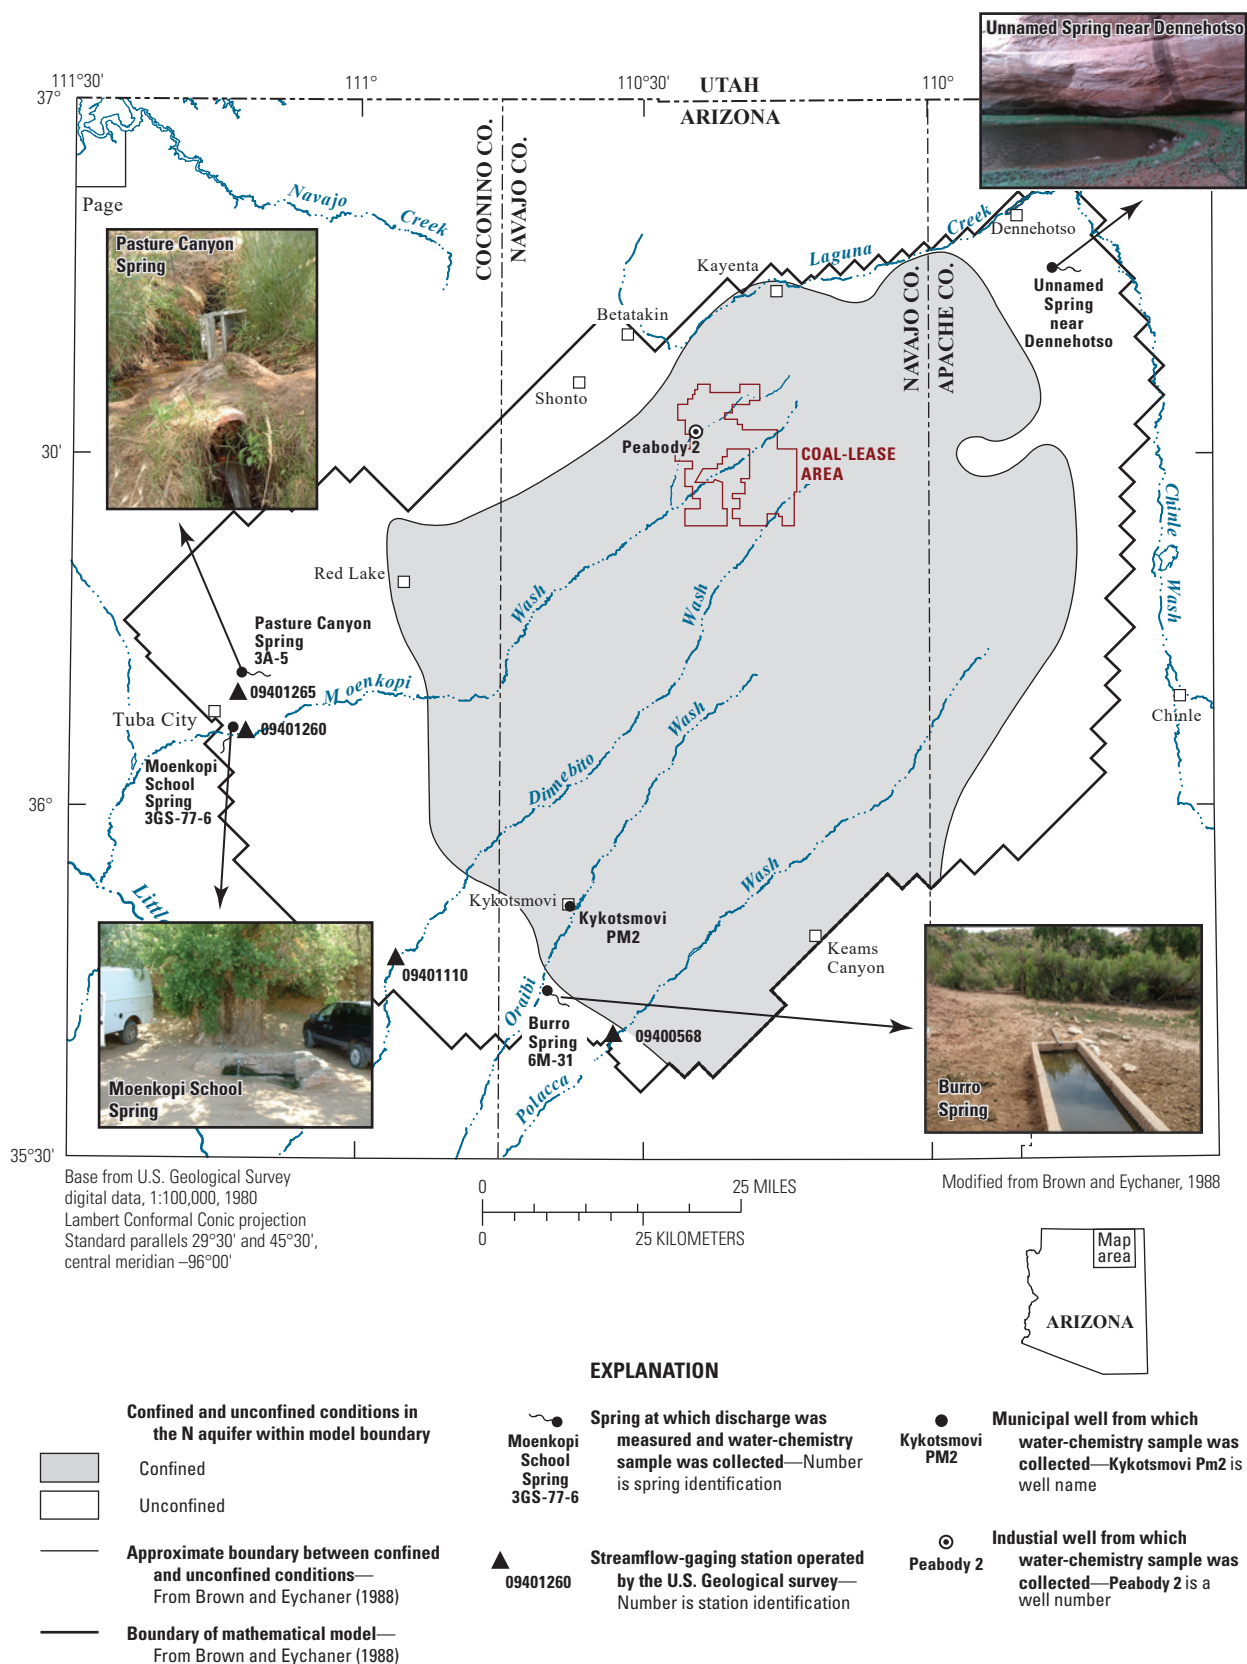 Unnamed Spring near Dennehotso
111°30'
111°
110°30'
110°
37°
UTAH
ARIZONA
COCONINO CO.
NAVAJO CO.
Page
Navajo
Creek
Pasture Canyon
Spring
Laguna
Creek
Dennehotso
Kayenta
Betatakin
Unnamed
Spring
near
Dennehotso
NAVAJO CO.
APACHE CO.
Shonto
Peabody 2
COAL-LEASE
AREA
30'
Chinle
Wash
Red Lake
Wash
Wash
Pasture Canyon
Spring
3A-5
09401265
Moenkopi
Tuba City
09401260
Wash
Chinle
Moenkopi
School
Spring
3GS-77-6
Dinnebito
36°
Wash
Little
Kykotsmovi
Kykotsmovi
PM2
Keams
Canyon
09401110
Oraibi
Burro
Spring
6M-31
09400568
Polacca
Moenkopi School
Spring
Burro
Spring
35°30'
Base from U.S. Geological Survey
digital data, 1:100,000, 1980
Lambert Conformal Conic projection
Standard parallels 29°30' and 45°30',
central meridian –96°00'
0
25 MILES
0
25 KILOMETERS
Modified from Brown and Eychaner, 1988
Map
area
ARIZONA
EXPLANATION
Confined and unconfined conditions in
the N aquifer within model boundary
Confined
Unconfined
Approximate boundary between confined
and unconfined conditions—
From Brown and Eychaner (1988)
Boundary of mathematical model—
From Brown and Eychaner (1988)
Moenkopi
School
Spring
3GS-77-6
Spring at which discharge was
measured and water-chemistry
sample was collected—Number
is spring identification
09401260
Streamflow-gaging station operated
by the U.S. Geological survey—
Number is station identification
Kykotsmovi
PM2
Municipal well from which
water-chemistry sample was
collected—Kykotsmovi Pm2 is
well name
Peabody 2
Industial well from which
water-chemistry sample was
collected—Peabody 2 is a
well number